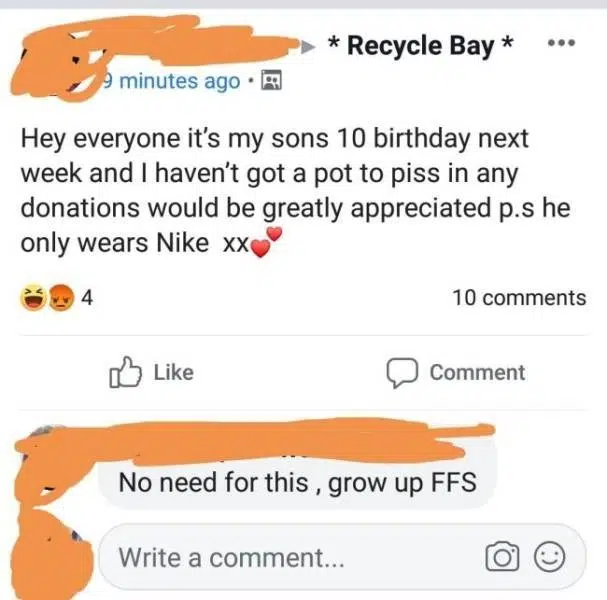 * Recycle Bay *
9 minutes ago
Hey everyone it's my sons 10 birthday next
week and I haven't got a pot to piss in any
donations would be greatly appreciated p.s he
only wears Nike xx💕
4 10 comments
Like Comment
No need for this , grow up FFS
Write a comment...